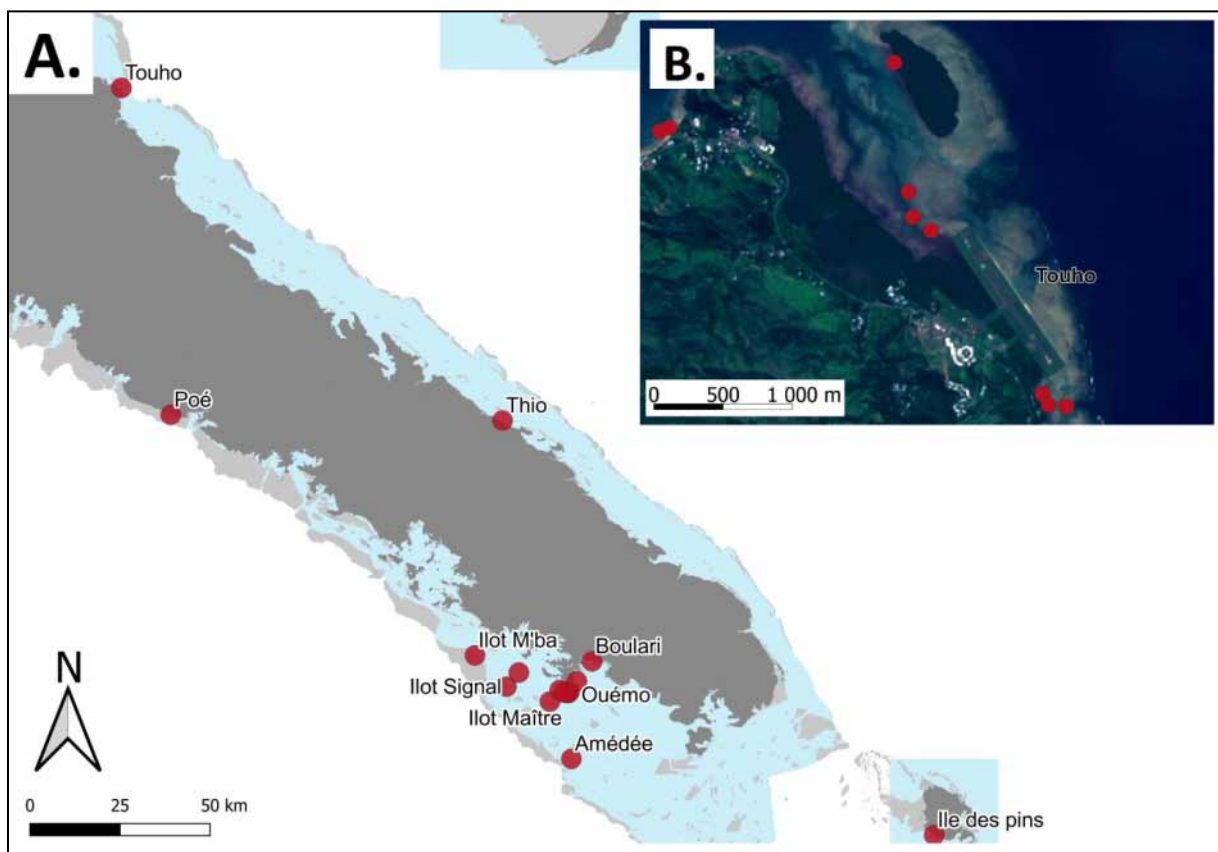 A.
Touho
B.
Touho
0 500 1 000 m
Poé
Thio
Ilot M'ba
Boulari
Ilot Signal
Ouémo
Ilot Maître
N
Amédée
0 25 50 km
Ile des pins